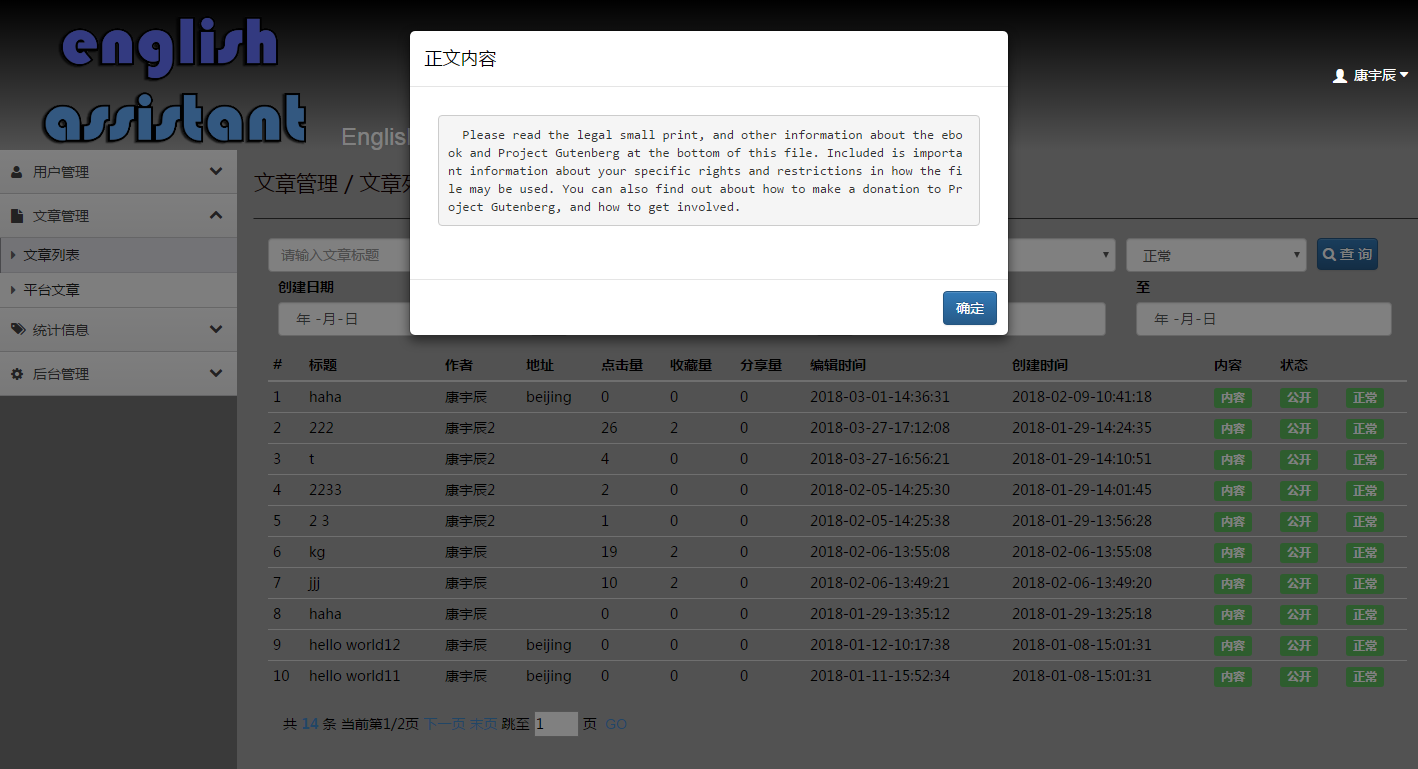 english
assistant
English
康宇辰
正文内容
Please read the legal small print, and other information about the ebo
ok and Project Gutenberg at the bottom of this file. Included is importa
nt information about your specific rights and restrictions in how the fi
le may be used. You can also find out about how to make a donation to Pr
oject Gutenberg, and how to get involved.
确定
用户管理
文章管理
文章列表
平台文章
统计信息
后台管理
文章管理 / 文章列
请输入文章标题
正常
查 询
创建日期
至
年 -月-日
年 -月-日
# 标题 作者 地址 点击量 收藏量 分享量 编辑时间 创建时间 内容 状态
1 haha 康宇辰 beijing 0 0 0 2018-03-01-14:36:31 2018-02-09-10:41:18 内容 公开 正常
2 222 康宇辰2 26 2 0 2018-03-27-17:12:08 2018-01-29-14:24:35 内容 公开 正常
3 t 康宇辰2 4 0 0 2018-03-27-16:56:21 2018-01-29-14:10:51 内容 公开 正常
4 2233 康宇辰2 2 0 0 2018-02-05-14:25:30 2018-01-29-14:01:45 内容 公开 正常
5 2 3 康宇辰2 1 0 0 2018-02-05-14:25:38 2018-01-29-13:56:28 内容 公开 正常
6 kg 康宇辰 19 2 0 2018-02-06-13:55:08 2018-02-06-13:55:08 内容 公开 正常
7 jjj 康宇辰 10 2 0 2018-02-06-13:49:21 2018-02-06-13:49:20 内容 公开 正常
8 haha 康宇辰 0 0 0 2018-01-29-13:35:12 2018-01-29-13:25:18 内容 公开 正常
9 hello world12 康宇辰 beijing 0 0 0 2018-01-12-10:17:38 2018-01-08-15:01:31 内容 公开 正常
10 hello world11 康宇辰 beijing 0 0 0 2018-01-11-15:52:34 2018-01-08-15:01:31 内容 公开 正常
共 14 条 当前第1/2页 下一页 末页 跳至 1 页 GO